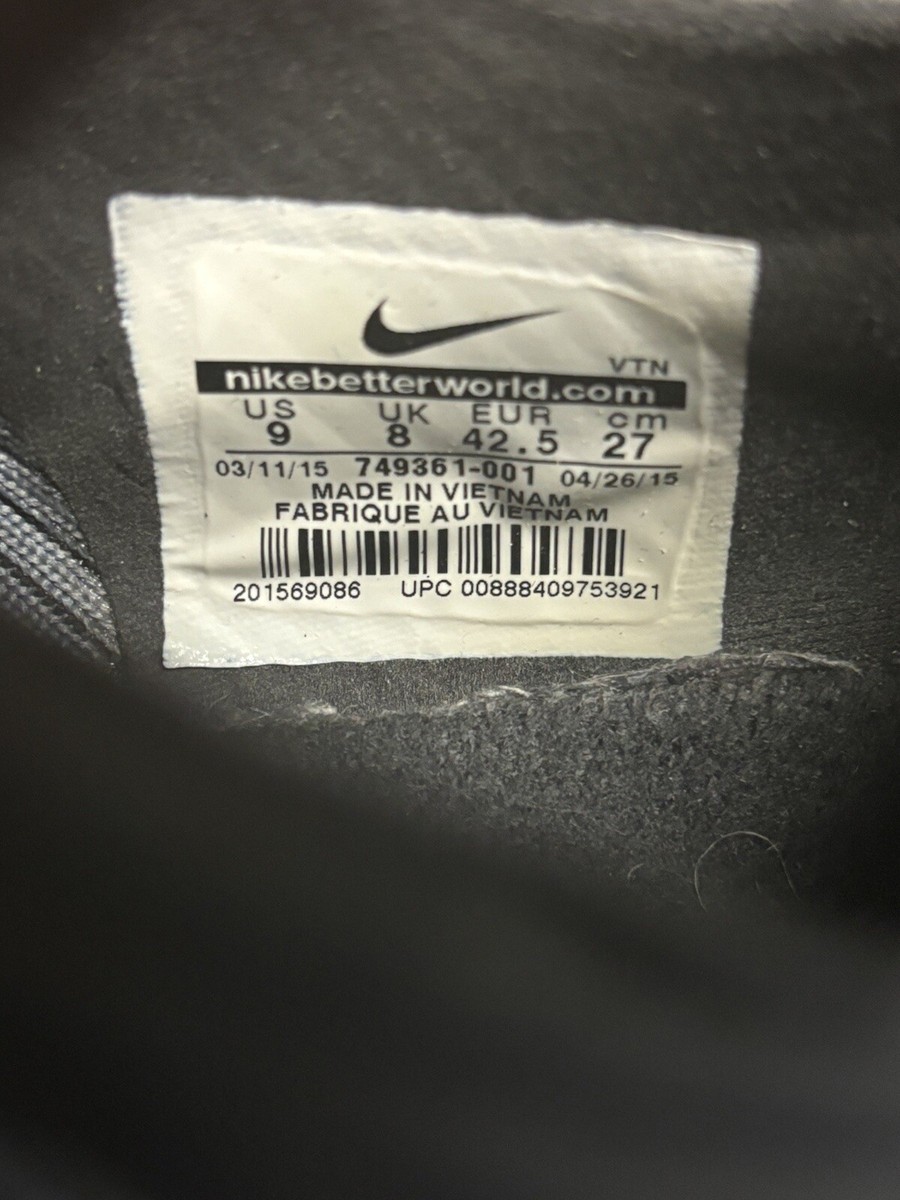 VTN
nikebetterworld.com
US UK EUR cm
9 8 42.5 27
03/11/15 749361-001 04/26/15
MADE IN VIETNAM
FABRIQUE AU VIETNAM
201569086 UPC 00888409753921